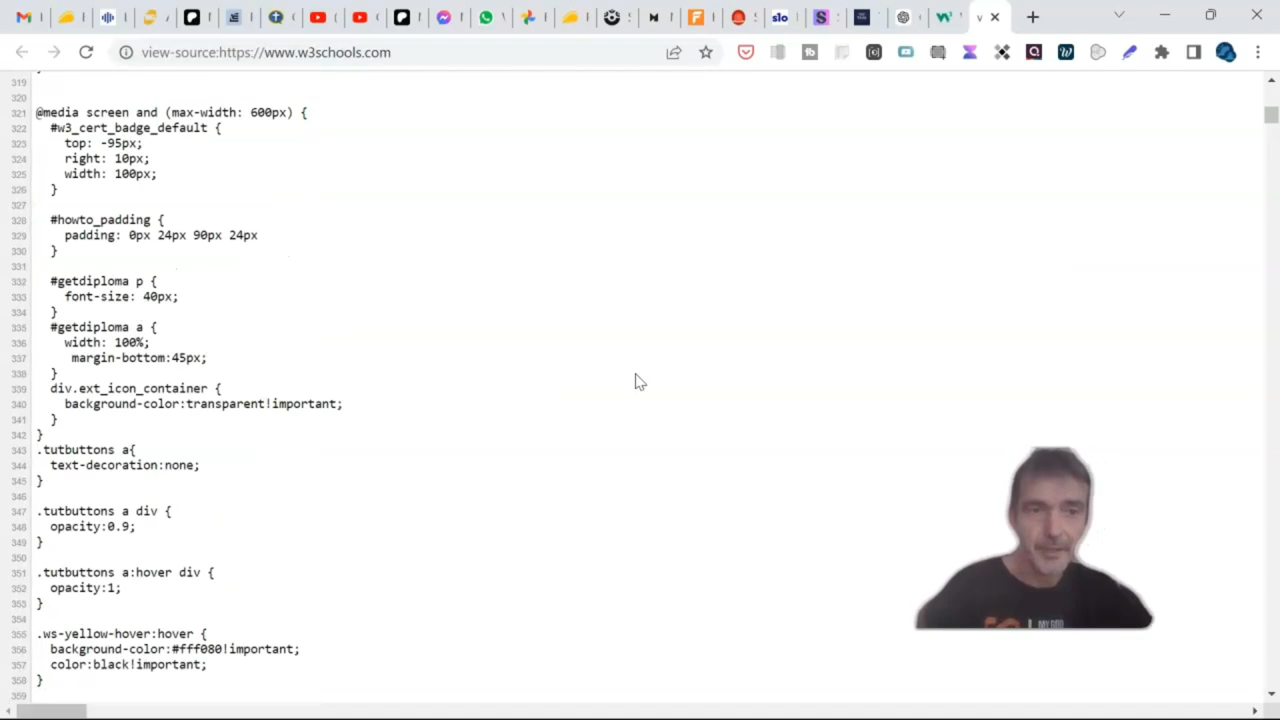 slo
view-source:https://www.w3schools.com
319
320
321 @media screen and (max-width: 600px) {
322 #w3_cert_badge_default {
323 top: -95px;
324 right: 10px;
325 width: 100px;
326 }
327
328 #howto_padding {
329 padding: 0px 24px 90px 24px
330 }
331
332 #getdiploma p {
333 font-size: 40px;
334 }
335 #getdiploma a {
336 width: 100%;
337 margin-bottom:45px;
338 }
339 div.ext_icon_container {
340 background-color:transparent!important;
341 }
342 }
343 .tutbuttons a{
344 text-decoration:none;
345 }
346
347 .tutbuttons a div {
348 opacity:0.9;
349 }
350
351 .tutbuttons a:hover div {
352 opacity:1;
353 }
354
355 .ws-yellow-hover:hover {
356 background-color:#fff080!important;
357 color:black!important;
358 }
359
MY GOD